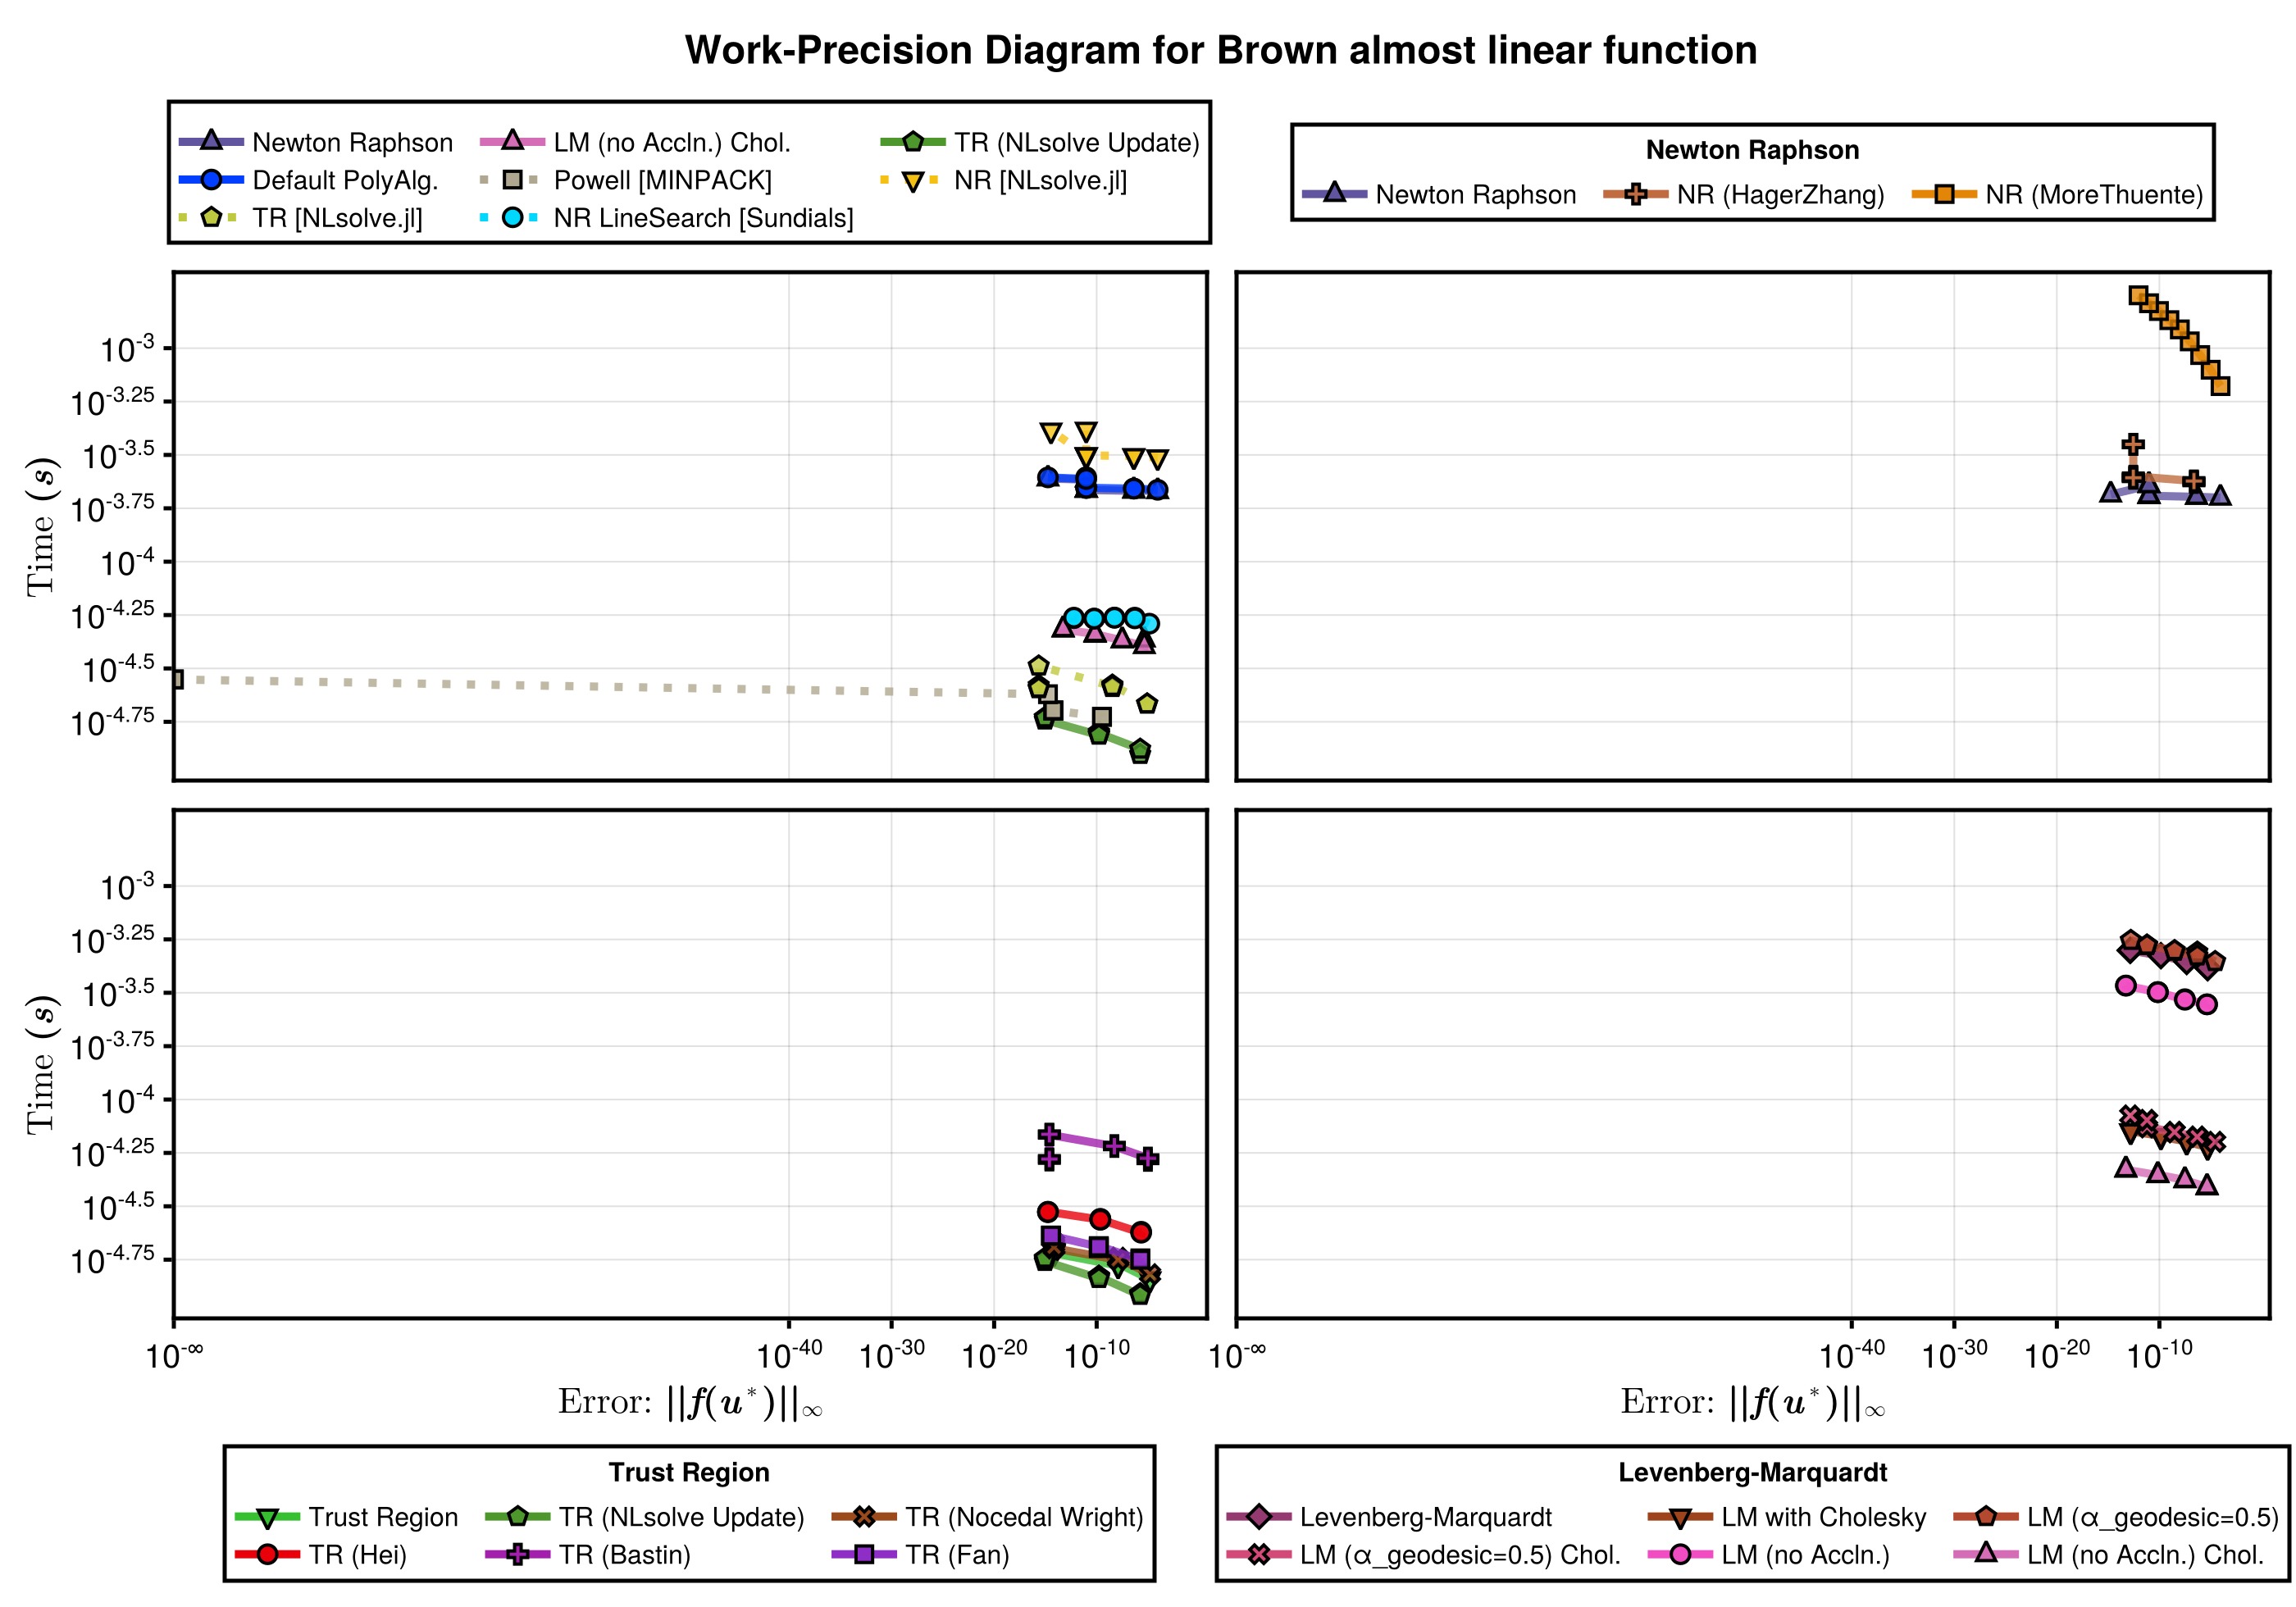 Work-Precision Diagram for Brown almost linear function
Newton Raphson LM (no Accln.) Chol. TR (NLsolve Update)
Default PolyAlg. Powell [MINPACK] NR [NLsolve.jl]
TR [NLsolve.jl] NR LineSearch [Sundials]
Newton Raphson
Newton Raphson NR (HagerZhang) NR (MoreThuente)
Time (s)
10^-3
10^-3.25
10^-3.5
10^-3.75
10^-4
10^-4.25
10^-4.5
10^-4.75
Time (s)
10^-3
10^-3.25
10^-3.5
10^-3.75
10^-4
10^-4.25
10^-4.5
10^-4.75
10^-∞ 10^-40 10^-30 10^-20 10^-10
10^-∞ 10^-40 10^-30 10^-20 10^-10
Error: ||f(u*)||∞
Error: ||f(u*)||∞
Trust Region
Trust Region TR (NLsolve Update) TR (Nocedal Wright)
TR (Hei) TR (Bastin) TR (Fan)
Levenberg-Marquardt
Levenberg-Marquardt LM with Cholesky LM (α_geodesic=0.5)
LM (α_geodesic=0.5) Chol. LM (no Accln.) LM (no Accln.) Chol.